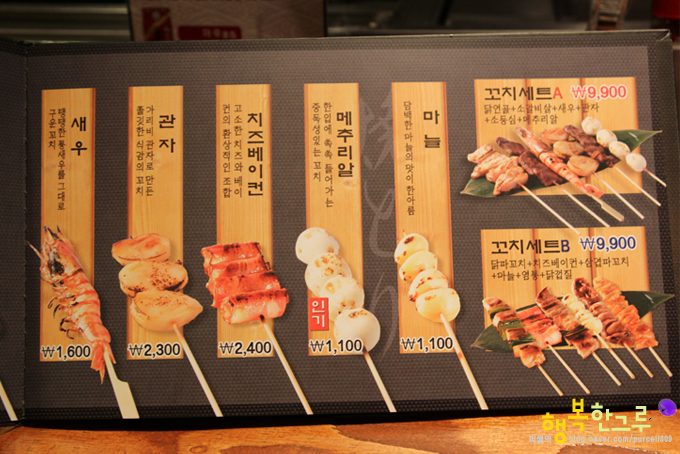 새우
탱탱한 통새우를 그대로
구운 꼬치
₩1,600
관자
가리비 관자로 만든
쫄깃한 식감의 꼬치
₩2,300
치즈베이컨
고소한 치즈와 베이
컨의 환상적인 조합
₩2,400
메추리알
한입에 쏙쏙 들어가는
중독성있는 꼬치
인기
₩1,100
마늘
담백한 마늘의 맛이 한아름
₩1,100
꼬치세트A ₩9,900
닭연골+소갈비살+새우+관자
+소등심+메추리알
꼬치세트B ₩9,900
닭파꼬치+치즈베이컨+삼겹파꼬치
+마늘+염통+닭껍질
행복한그루